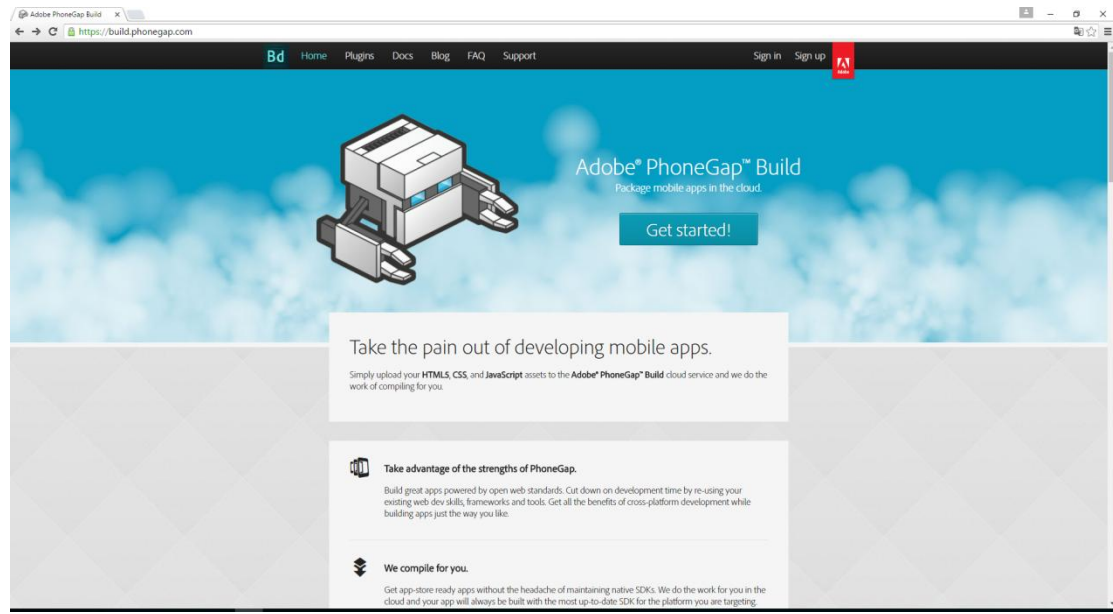 Adobe PhoneGap Build
https://build.phonegap.com
Bd Home Plugins Docs Blog FAQ Support Sign in Sign up
Adobe
Adobe® PhoneGap™ Build
Package mobile apps in the cloud.
Get started!
Take the pain out of developing mobile apps.
Simply upload your HTML5, CSS, and JavaScript assets to the Adobe® PhoneGap™ Build cloud service and we do the
work of compiling for you.
Take advantage of the strengths of PhoneGap.
Build great apps powered by open web standards. Cut down on development time by re-using your
existing web dev skills, frameworks and tools. Get all the benefits of cross-platform development while
building apps just the way you like.
We compile for you.
Get app-store ready apps without the headache of maintaining native SDKs. We do the work for you in the
cloud and your app will always be built with the most up-to-date SDK for the platform you are targeting.